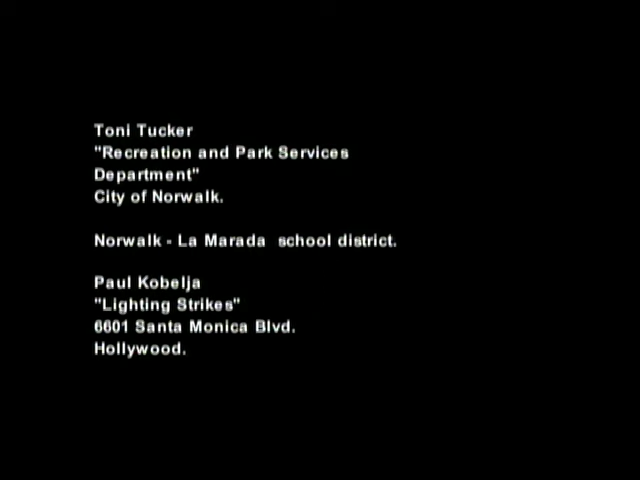 Toni Tucker
"Recreation and Park Services
Department"
City of Norwalk.
Norwalk - La Marada school district.
Paul Kobelja
"Lighting Strikes"
6601 Santa Monica Blvd.
Hollywood.